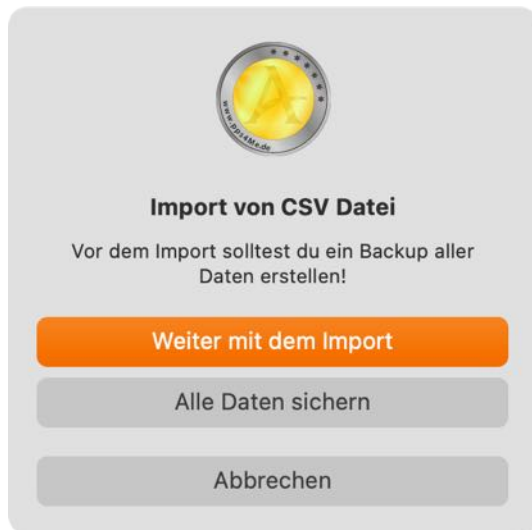 www.pps4Me.de
Import von CSV Datei
Vor dem Import solltest du ein Backup aller
Daten erstellen!
Weiter mit dem Import
Alle Daten sichern
Abbrechen